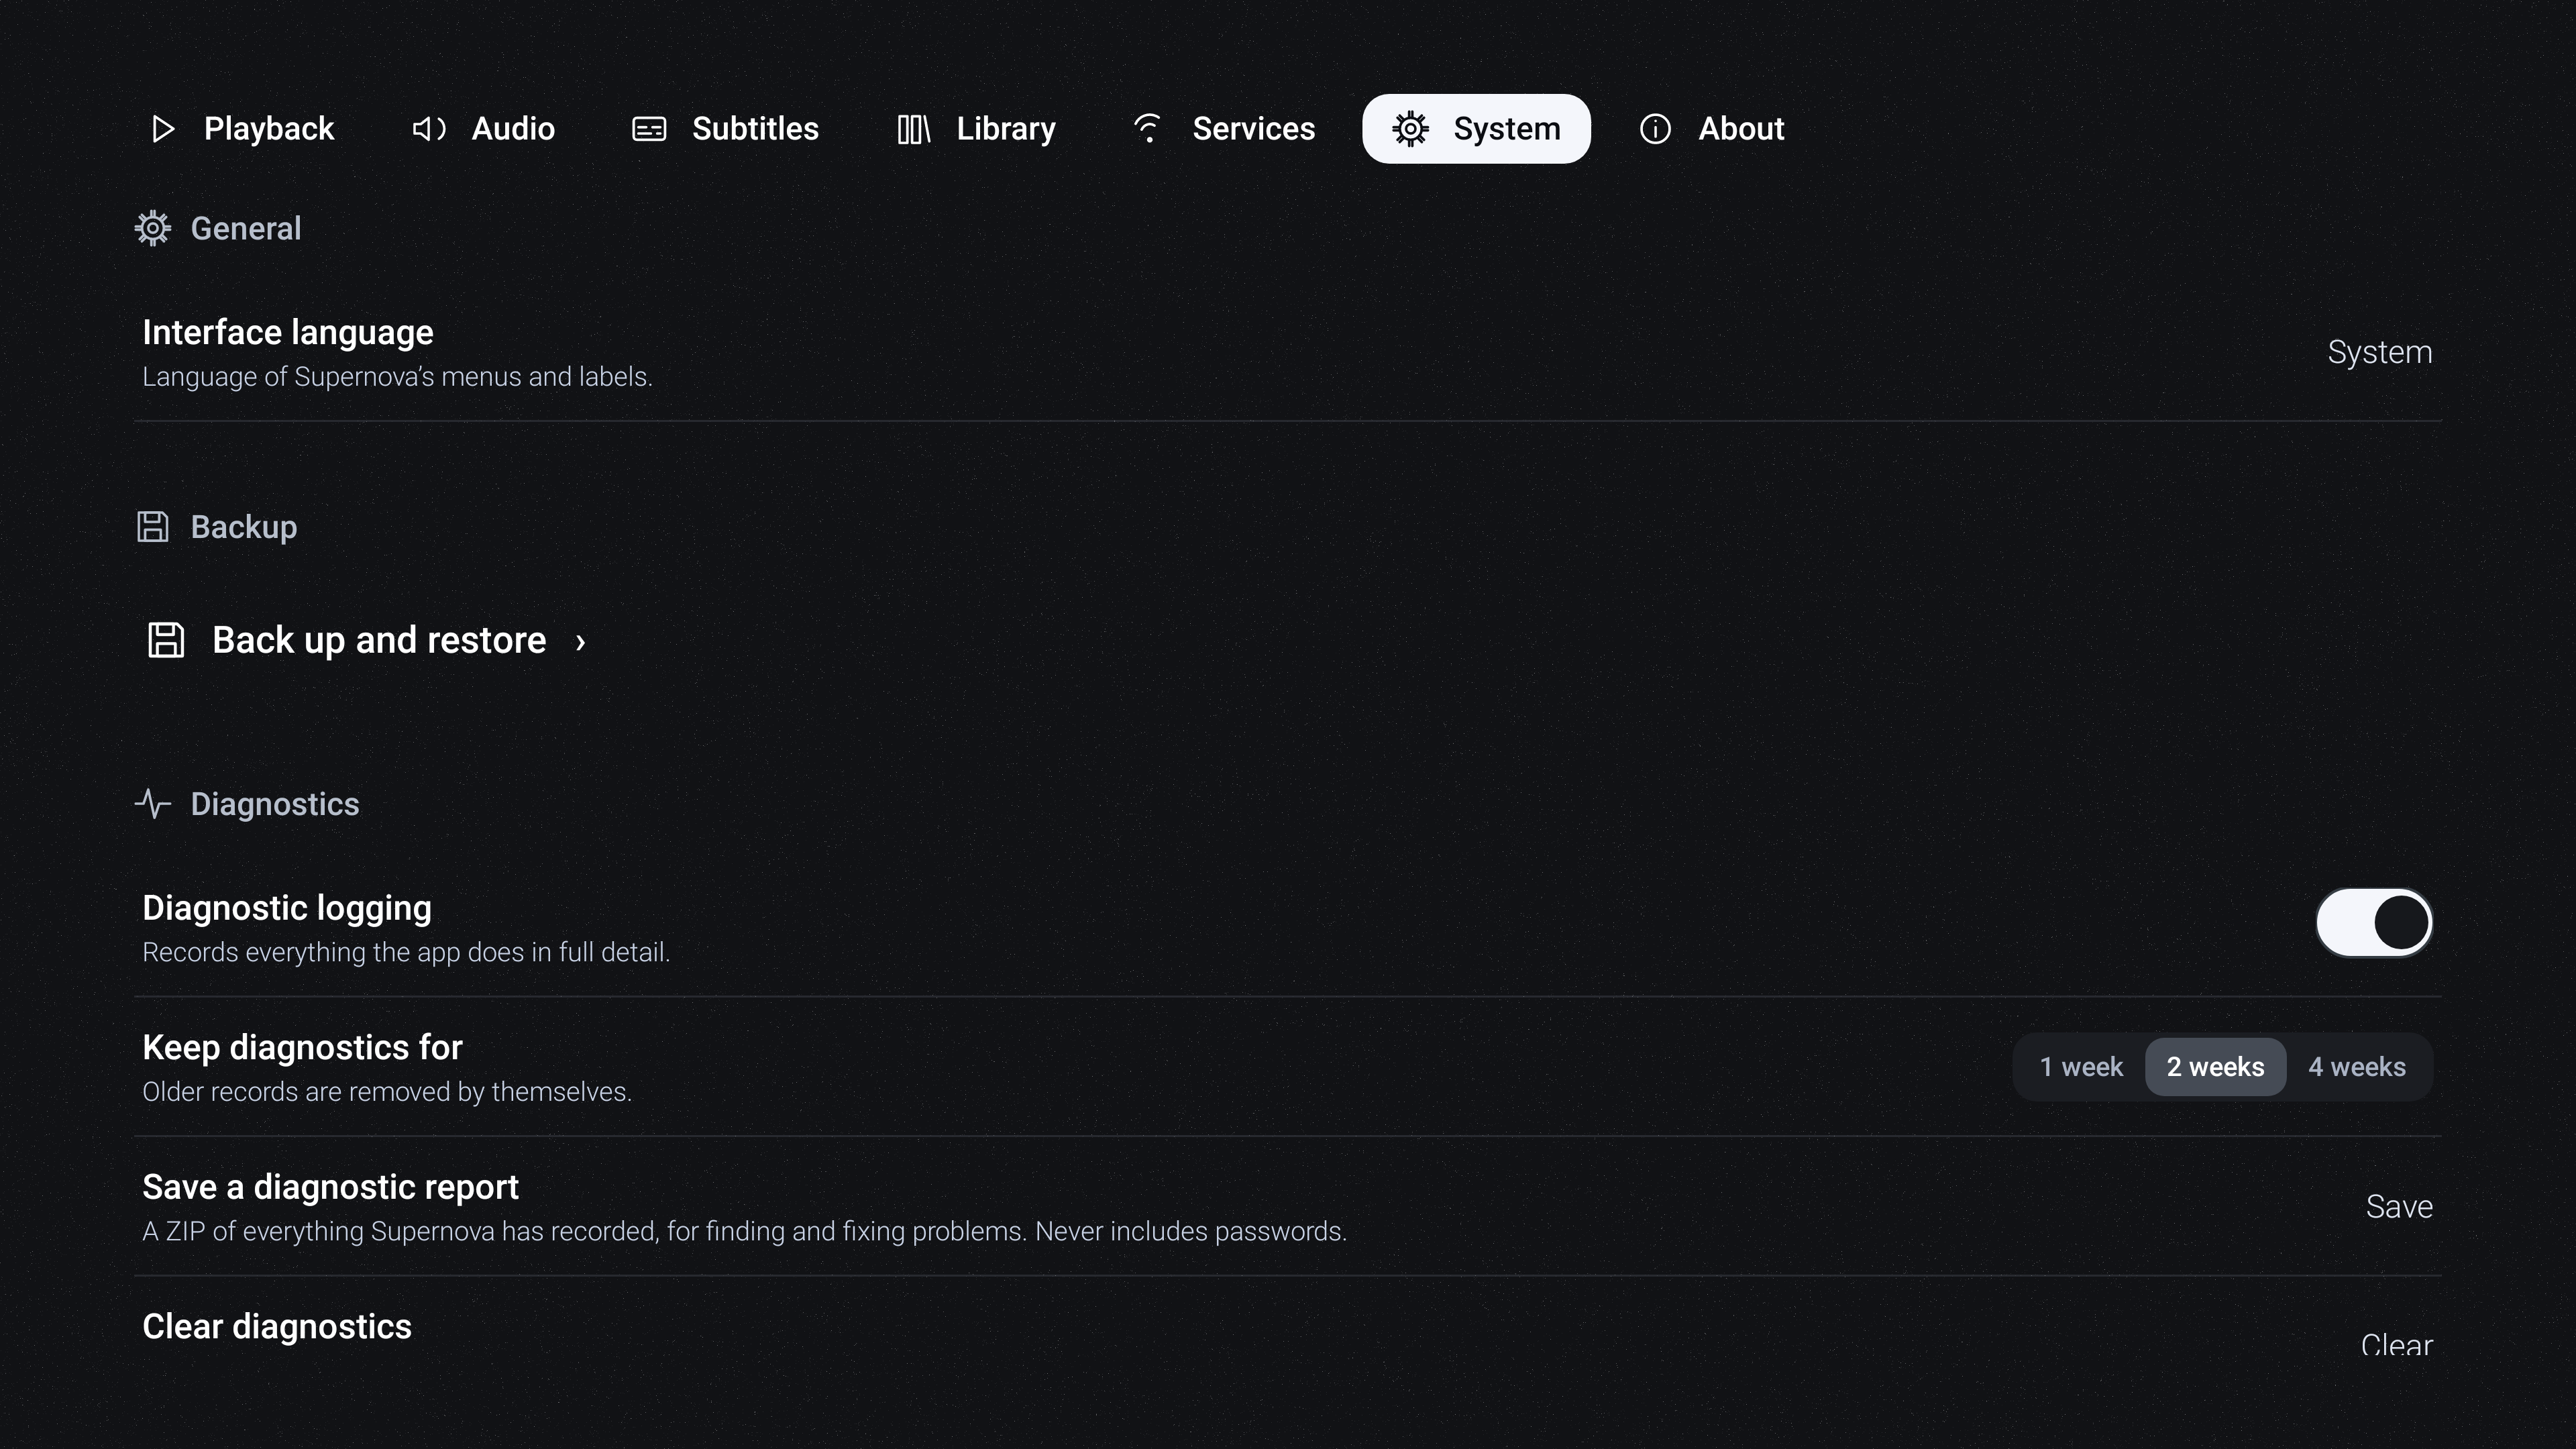 Playback
Audio
Subtitles
Library
Services
System
About
General
Interface language
Language of Supernova’s menus and labels.
System
Backup
Back up and restore ›
Diagnostics
Diagnostic logging
Records everything the app does in full detail.
Keep diagnostics for
Older records are removed by themselves.
1 week
2 weeks
4 weeks
Save a diagnostic report
A ZIP of everything Supernova has recorded, for finding and fixing problems. Never includes passwords.
Save
Clear diagnostics
Clear